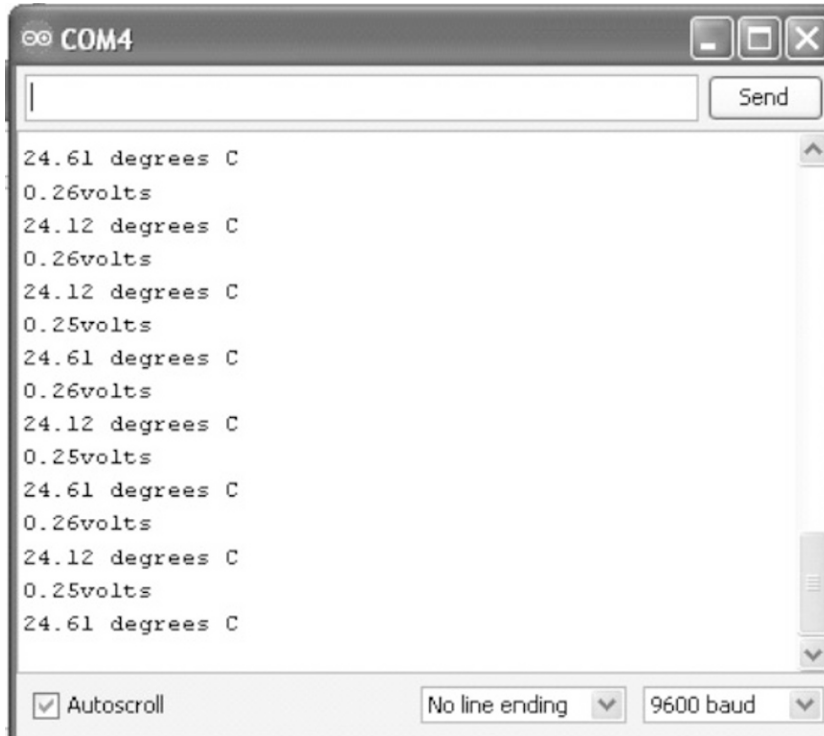 COM4
Send
24.61 degrees C
0.26volts
24.12 degrees C
0.26volts
24.12 degrees C
0.25volts
24.61 degrees C
0.26volts
24.12 degrees C
0.25volts
24.61 degrees C
0.26volts
24.12 degrees C
0.25volts
24.61 degrees C
Autoscroll
No line ending
9600 baud